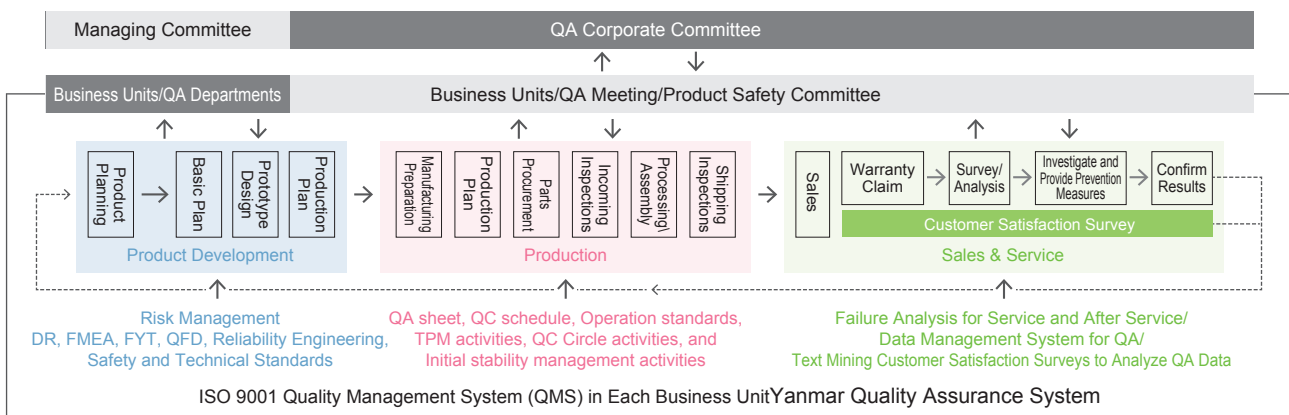 Managing Committee
QA Corporate Committee
Business Units/QA Departments
Business Units/QA Meeting/Product Safety Committee
Product
Planning
Basic Plan
Prototype
Design
Production
Plan
Product Development
Manufacturing
Preparation
Production
Plan
Parts
Procurement
Incoming
Inspections
Processing\
Assembly
Shipping
Inspections
Production
Sales
Warranty
Claim
Survey/
Analysis
Investigate and
Provide Prevention
Measures
Confirm
Results
Customer Satisfaction Survey
Sales & Service
Risk Management
DR, FMEA, FYT, QFD, Reliability Engineering,
Safety and Technical Standards
QA sheet, QC schedule, Operation standards,
TPM activities, QC Circle activities, and
Initial stability management activities
Failure Analysis for Service and After Service/
Data Management System for QA/
Text Mining Customer Satisfaction Surveys to Analyze QA Data
ISO 9001 Quality Management System (QMS) in Each Business UnitYanmar Quality Assurance System